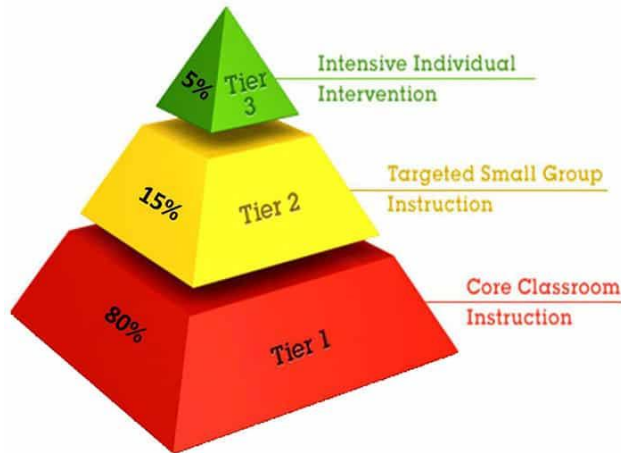 5%
Tier
3
Intensive Individual
Intervention
15%
Tier 2
Targeted Small Group
Instruction
80%
Tier 1
Core Classroom
Instruction